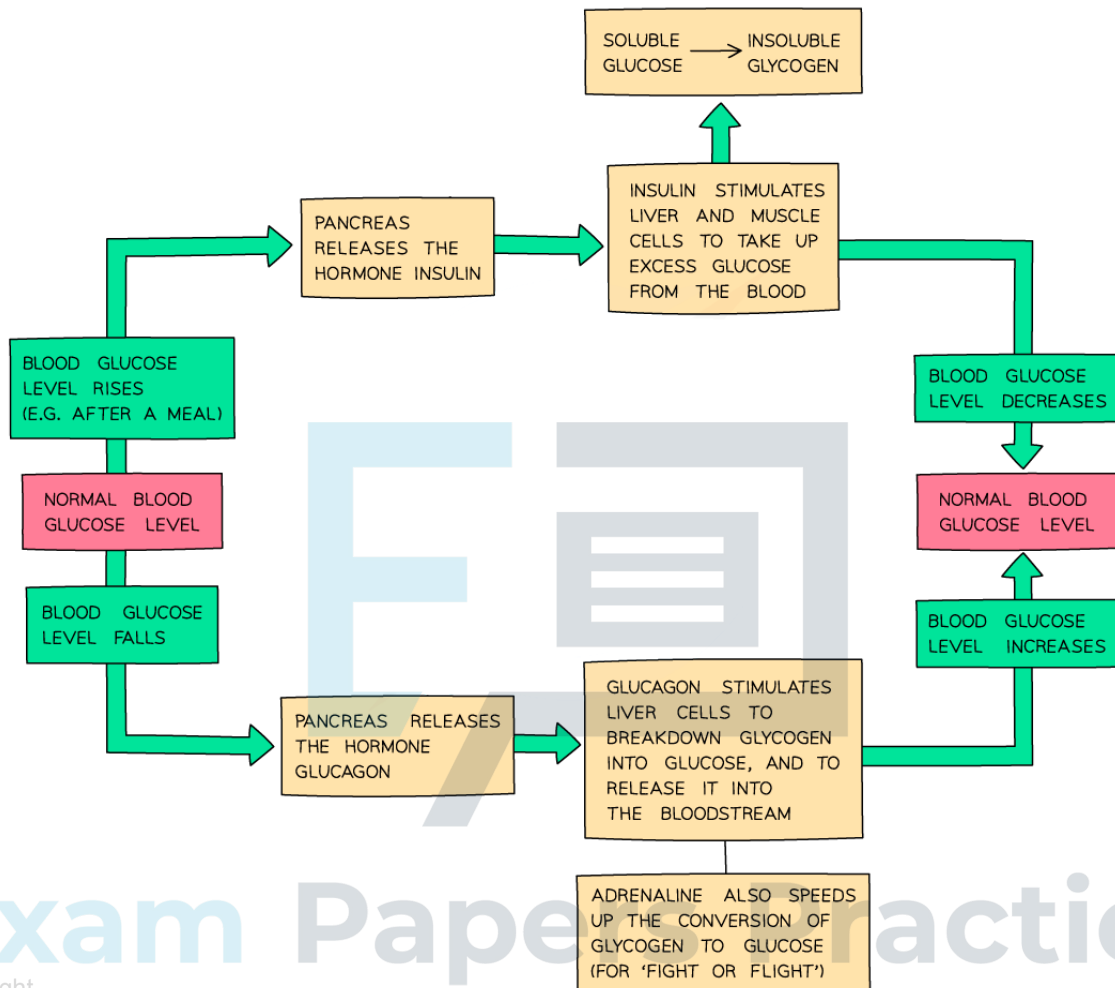 SOLUBLE GLUCOSE → INSOLUBLE GLYCOGEN
INSULIN STIMULATES
LIVER AND MUSCLE
CELLS TO TAKE UP
EXCESS GLUCOSE
FROM THE BLOOD
PANCREAS
RELEASES THE
HORMONE INSULIN
BLOOD GLUCOSE
LEVEL RISES
(E.G. AFTER A MEAL)
BLOOD GLUCOSE
LEVEL DECREASES
NORMAL BLOOD
GLUCOSE LEVEL
NORMAL BLOOD
GLUCOSE LEVEL
BLOOD GLUCOSE
LEVEL FALLS
BLOOD GLUCOSE
LEVEL INCREASES
PANCREAS RELEASES
THE HORMONE
GLUCAGON
GLUCAGON STIMULATES
LIVER CELLS TO
BREAKDOWN GLYCOGEN
INTO GLUCOSE, AND TO
RELEASE IT INTO
THE BLOODSTREAM
ADRENALINE ALSO SPEEDS
UP THE CONVERSION OF
GLYCOGEN TO GLUCOSE
(FOR 'FIGHT OR FLIGHT')
xam Papers Practic